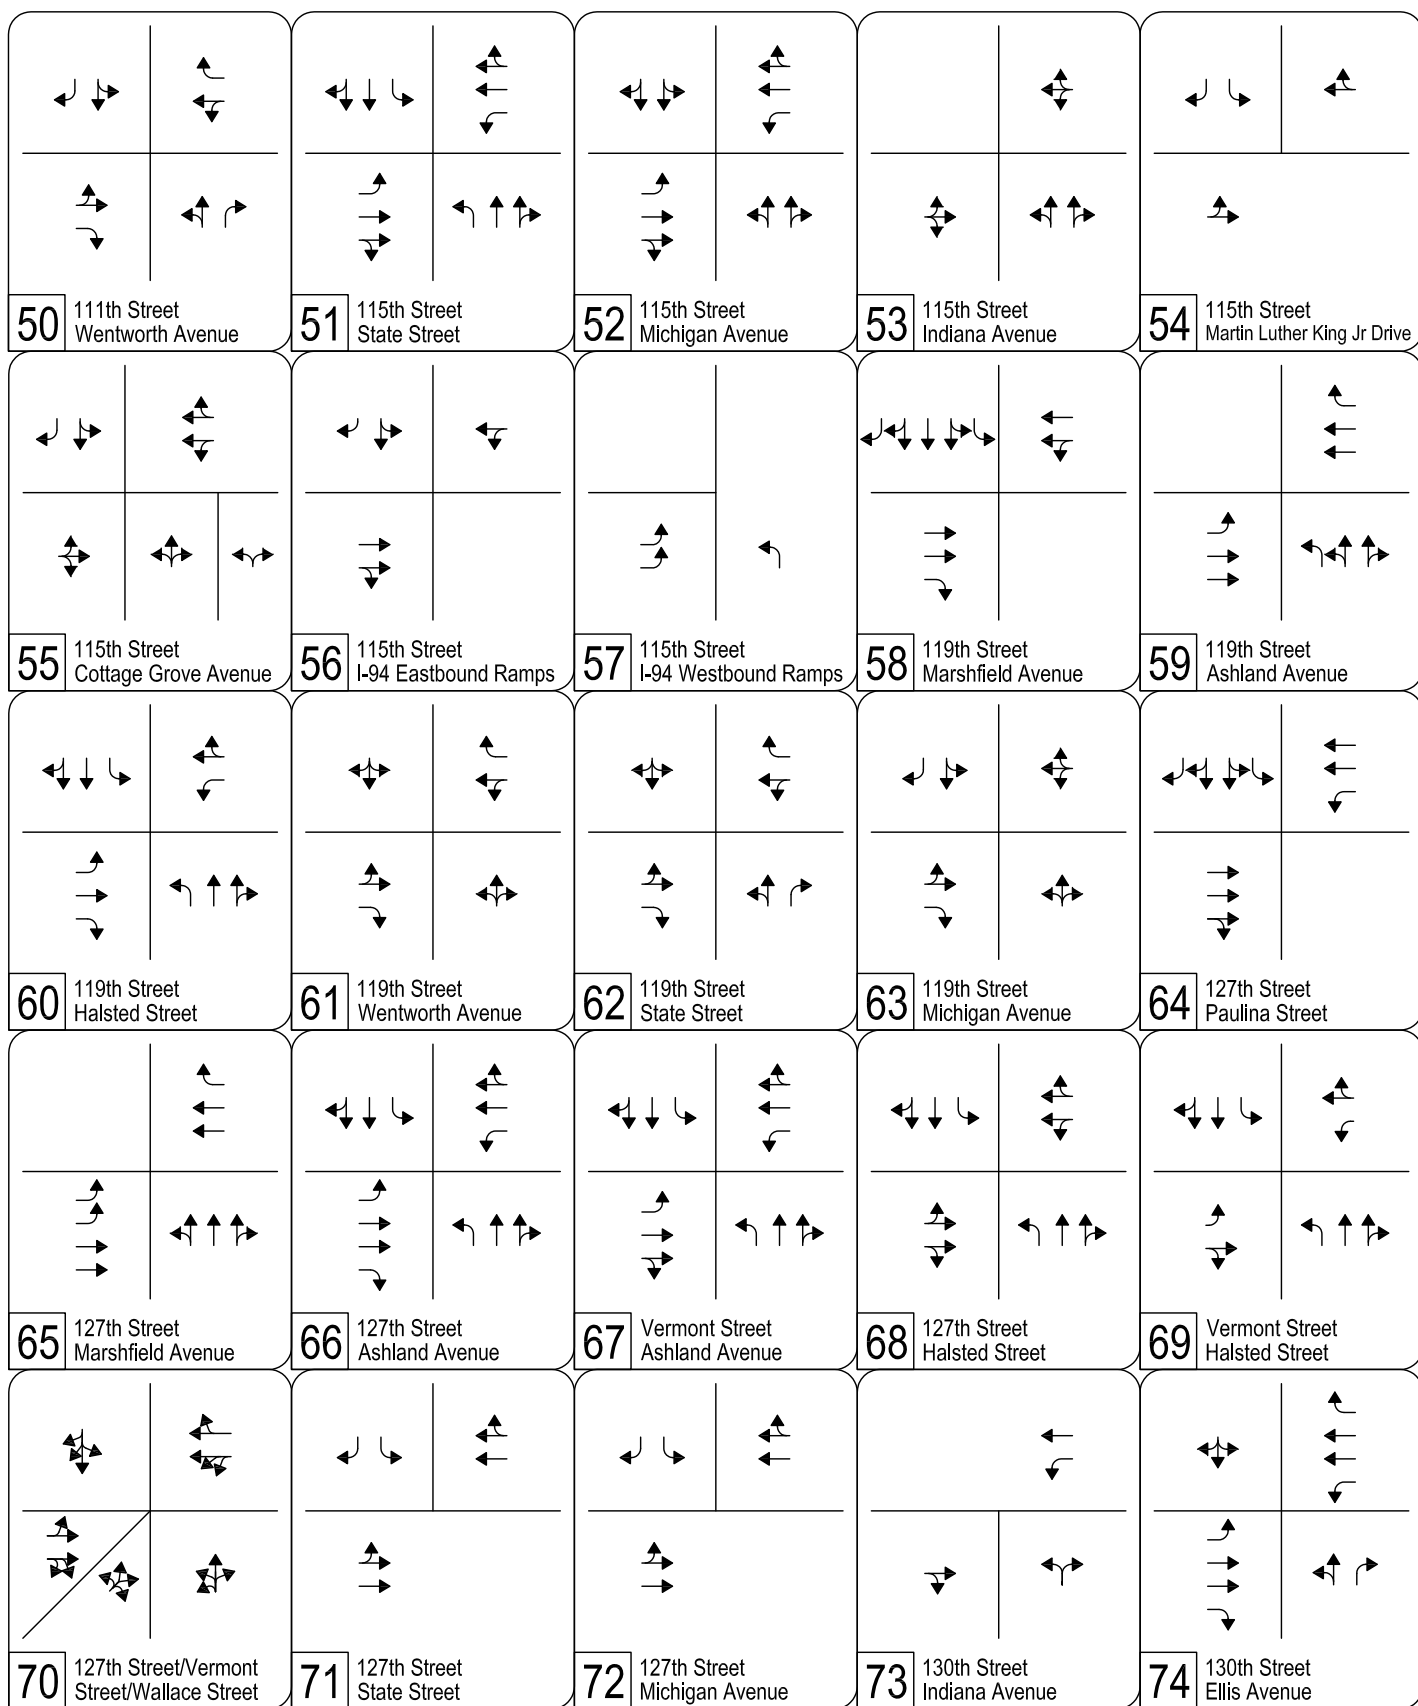 50 111th Street
Wentworth Avenue
51 115th Street
State Street
52 115th Street
Michigan Avenue
53 115th Street
Indiana Avenue
54 115th Street
Martin Luther King Jr Drive
55 115th Street
Cottage Grove Avenue
56 115th Street
I-94 Eastbound Ramps
57 115th Street
I-94 Westbound Ramps
58 119th Street
Marshfield Avenue
59 119th Street
Ashland Avenue
60 119th Street
Halsted Street
61 119th Street
Wentworth Avenue
62 119th Street
State Street
63 119th Street
Michigan Avenue
64 127th Street
Paulina Street
65 127th Street
Marshfield Avenue
66 127th Street
Ashland Avenue
67 Vermont Street
Ashland Avenue
68 127th Street
Halsted Street
69 Vermont Street
Halsted Street
70 127th Street/Vermont
Street/Wallace Street
71 127th Street
State Street
72 127th Street
Michigan Avenue
73 130th Street
Indiana Avenue
74 130th Street
Ellis Avenue